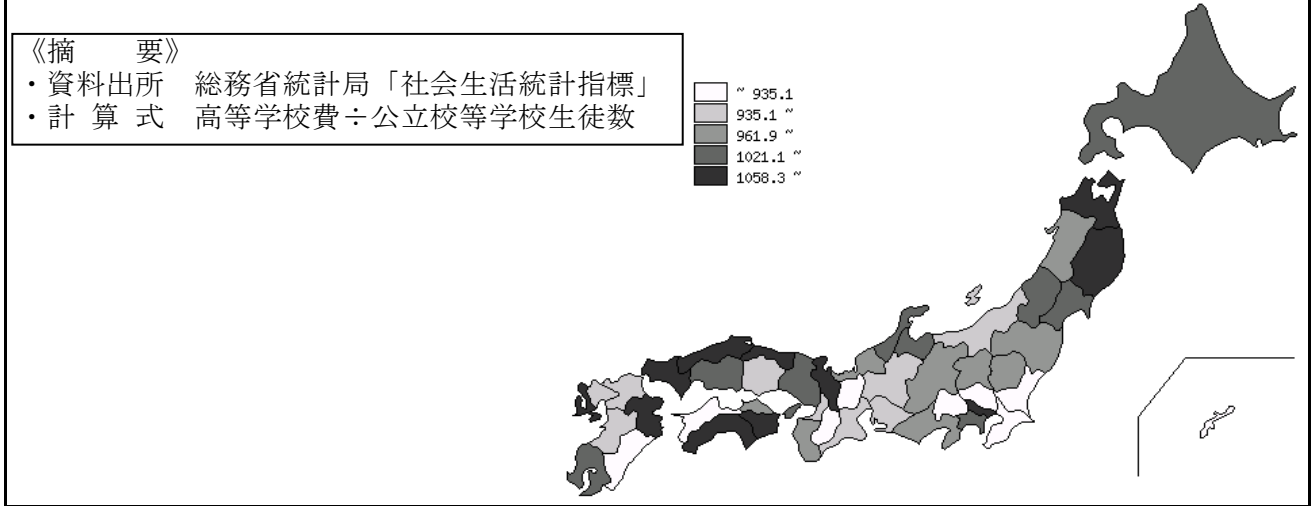 《摘　　要》
・資料出所　総務省統計局「社会生活統計指標」
・計 算 式　高等学校費÷公立校等学校生徒数
~ 935.1
935.1 ~
961.9 ~
1021.1 ~
1058.3 ~